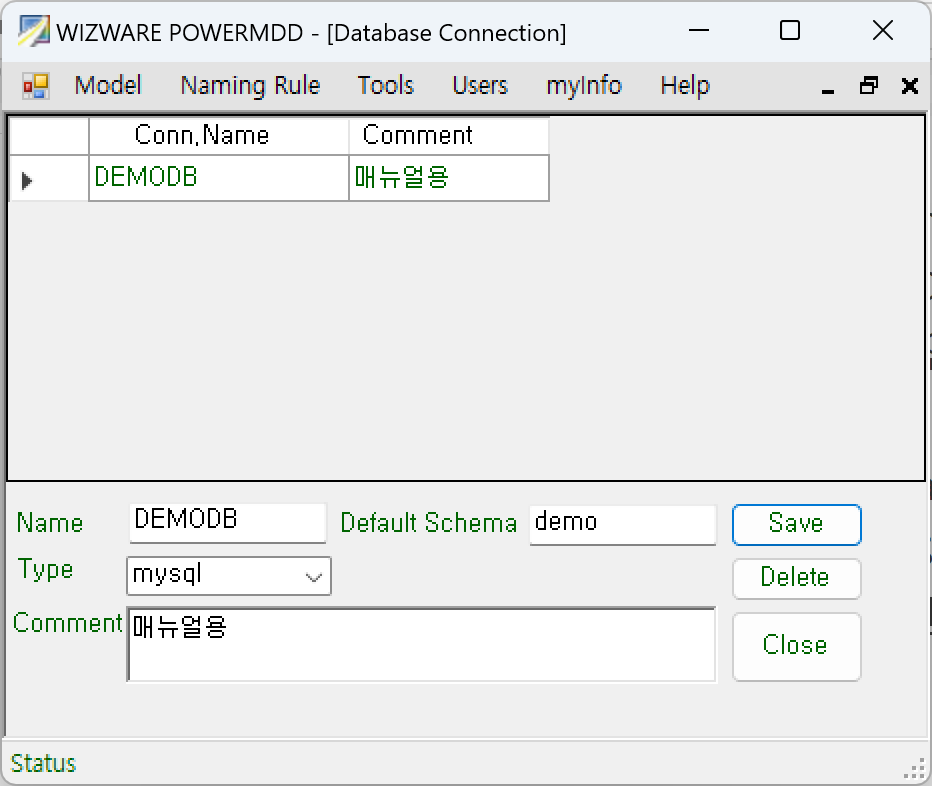 WIZWARE POWERMDD - [Database Connection]
Model Naming Rule Tools Users myInfo Help
Conn,Name Comment
DEMODB 매뉴얼용
Name DEMODB Default Schema demo Save
Type mysql Delete
Comment 매뉴얼용 Close
Status